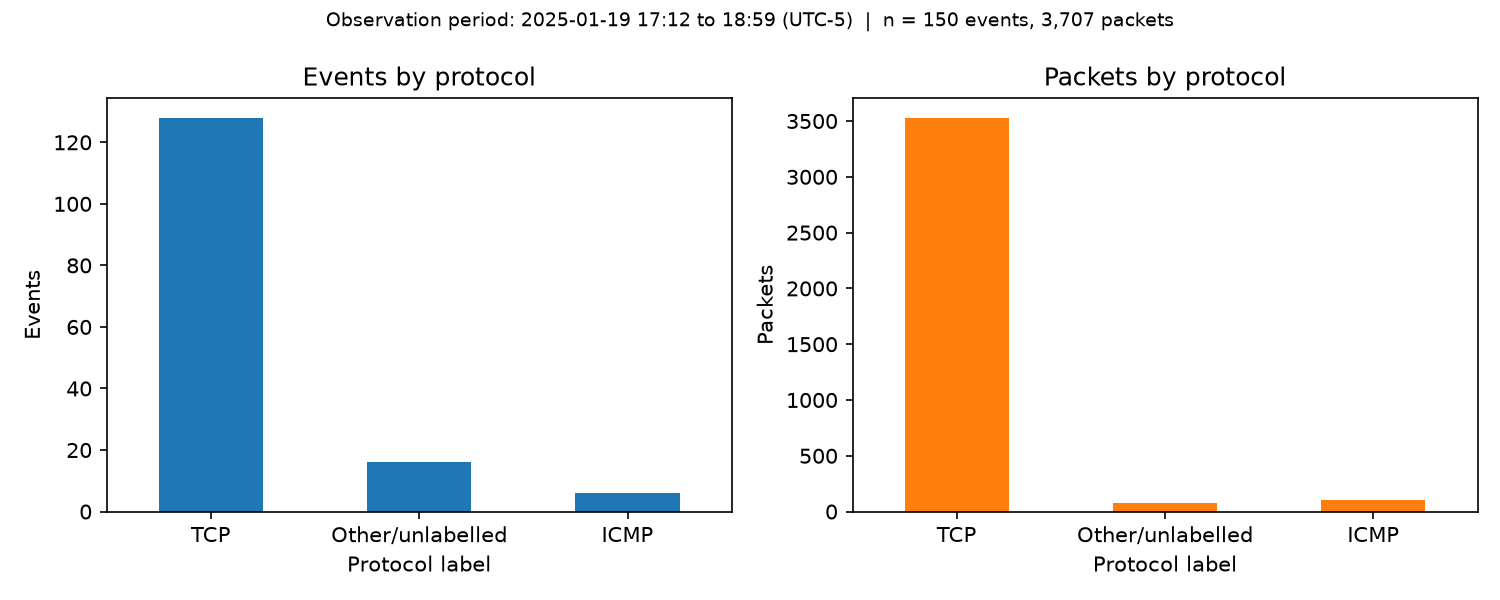 Observation period: 2025-01-19 17:12 to 18:59 (UTC-5)  |  n = 150 events, 3,707 packets
Events by protocol
120
100
80
60
40
20
0
Events
TCP
Other/unlabelled
ICMP
Protocol label
Packets by protocol
3500
3000
2500
2000
1500
1000
500
0
Packets
TCP
Other/unlabelled
ICMP
Protocol label